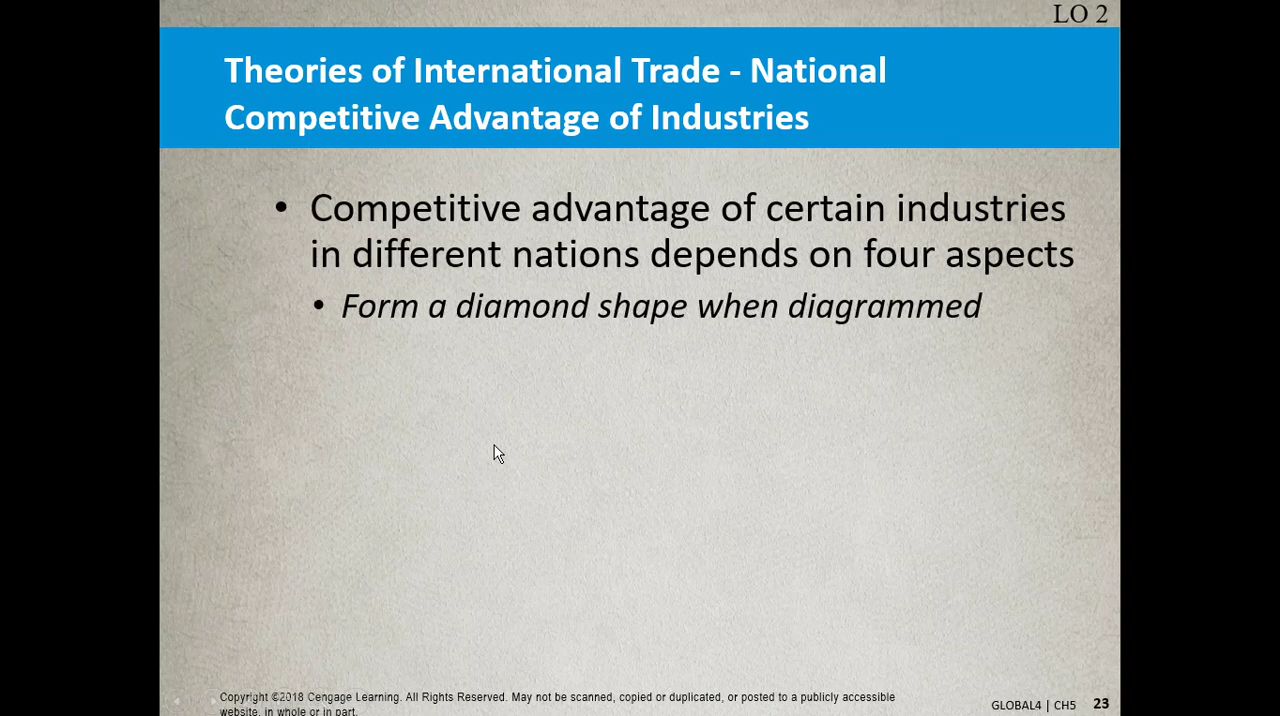 LO 2
Theories of International Trade - National
Competitive Advantage of Industries
• Competitive advantage of certain industries
in different nations depends on four aspects
• Form a diamond shape when diagrammed
Copyright ©2018 Cengage Learning. All Rights Reserved. May not be scanned, copied or duplicated, or posted to a publicly accessible
website, in whole or in part.
GLOBAL4 | CH5 23